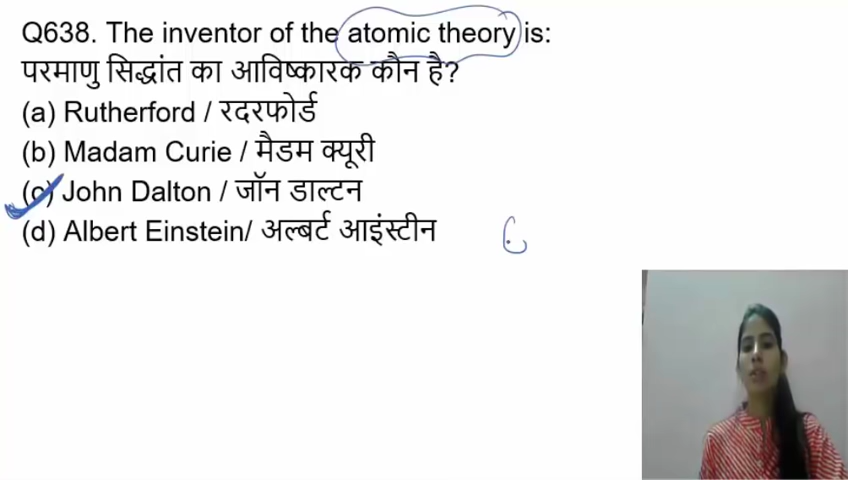 Q638. The inventor of the atomic theory is:
परमाणु सिद्धांत का आविष्कारक कौन है?
(a) Rutherford / रदरफोर्ड
(b) Madam Curie / मैडम क्यूरी
(c) John Dalton / जॉन डाल्टन
(d) Albert Einstein/ अल्बर्ट आइंस्टीन